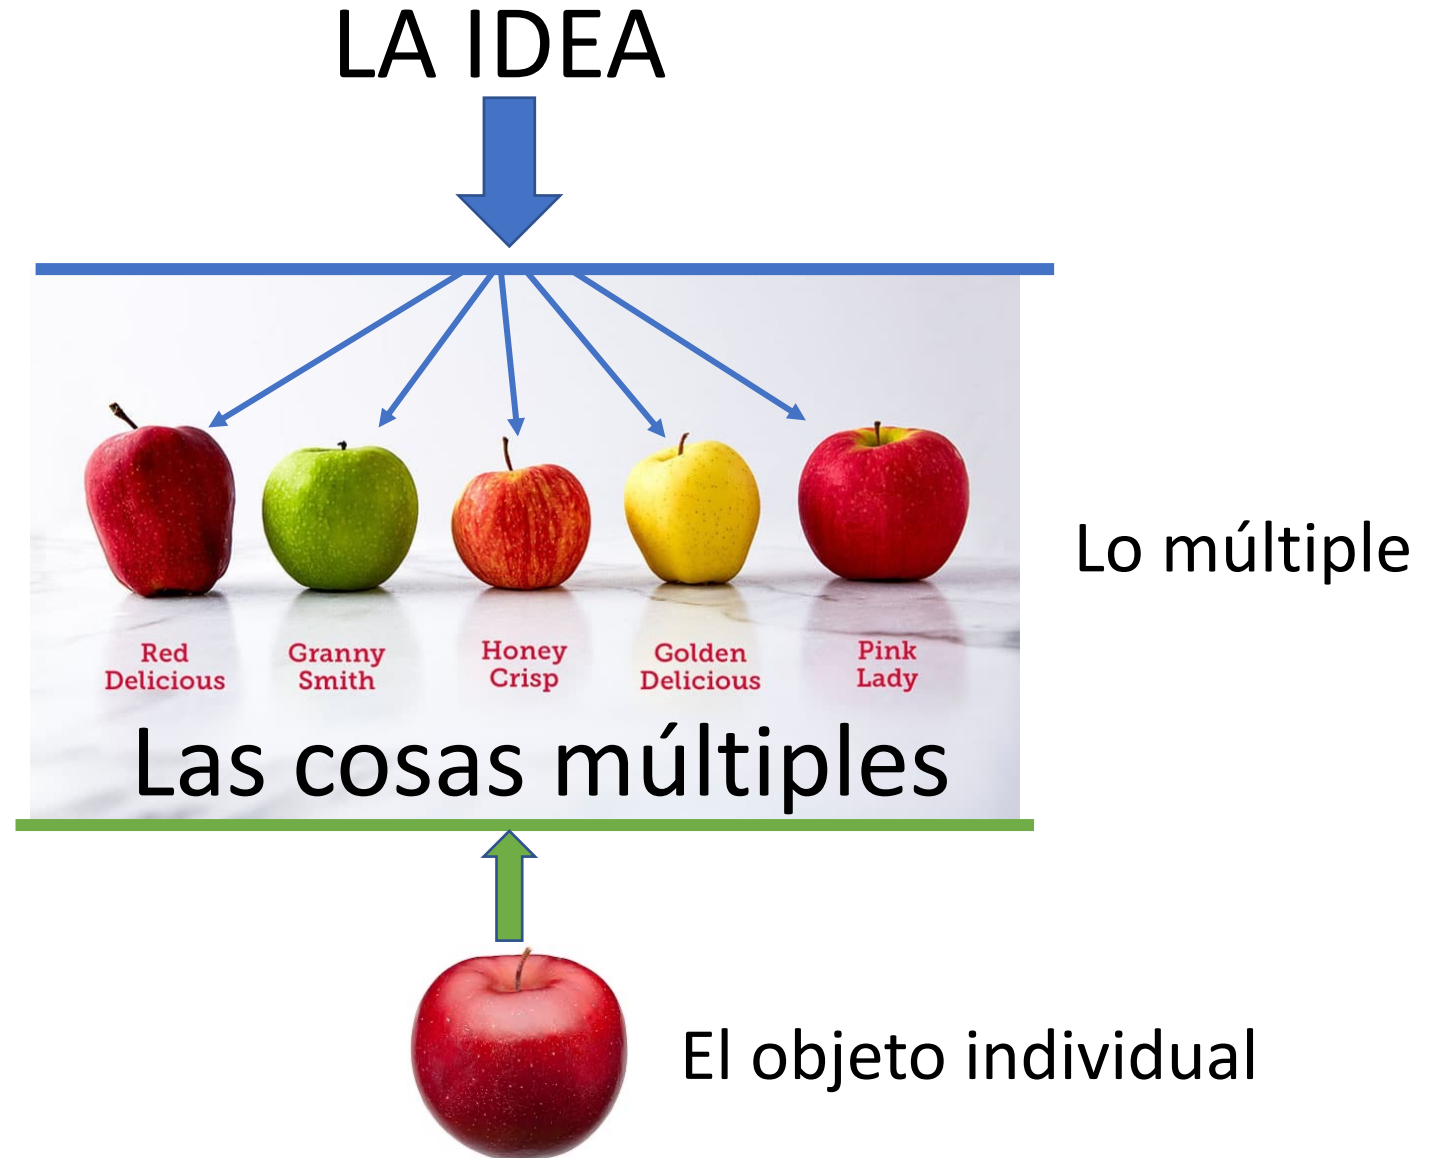 LA IDEA
Lo múltiple
Red
Delicious
Granny
Smith
Honey
Crisp
Golden
Delicious
Pink
Lady
Las cosas múltiples
El objeto individual